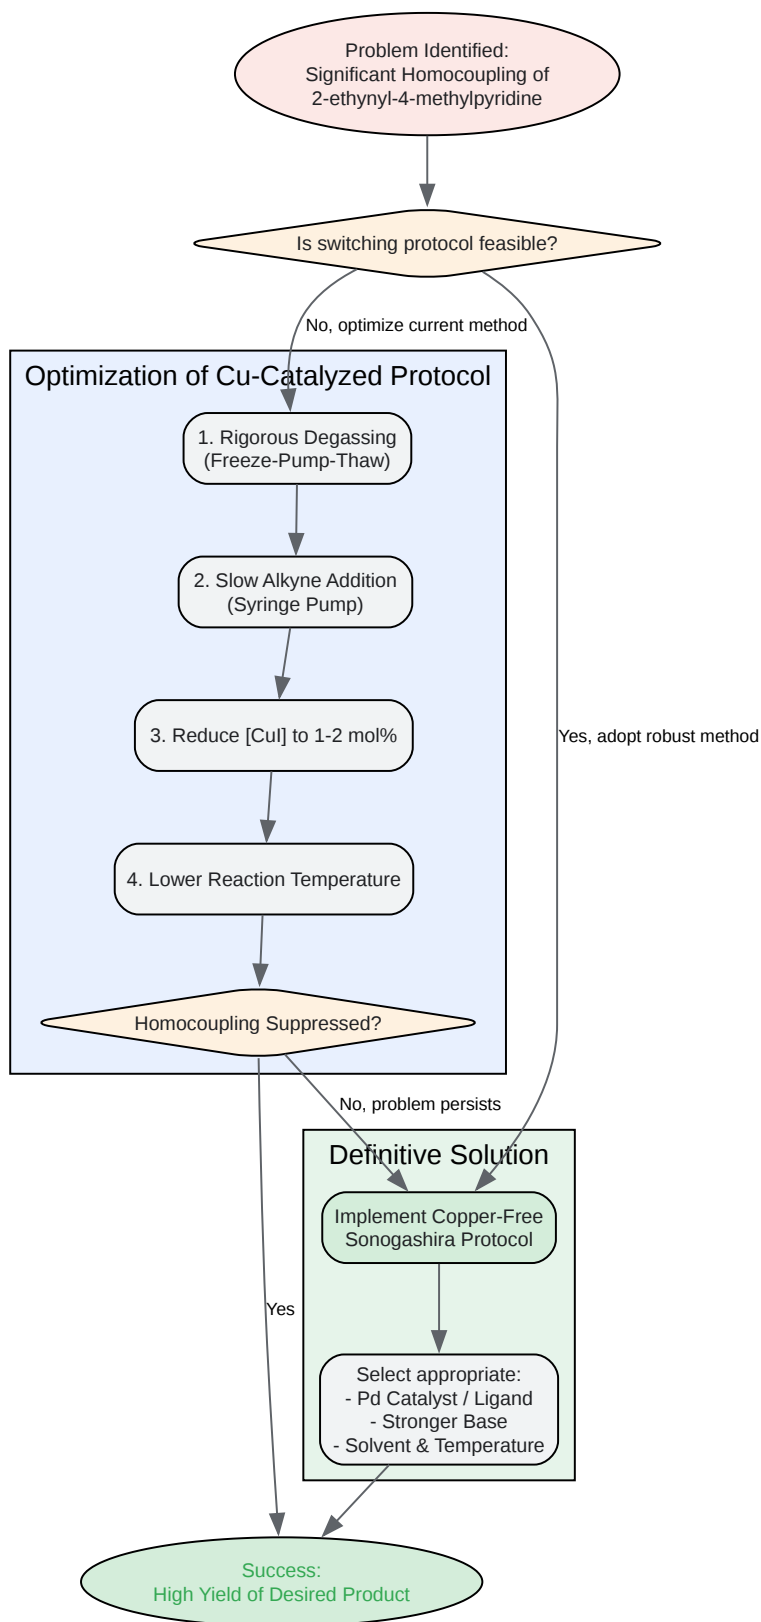 Problem Identified:
Significant Homocoupling of
2-ethynyl-4-methylpyridine
Is switching protocol feasible?
No, optimize current method
Optimization of Cu-Catalyzed Protocol
1. Rigorous Degassing
(Freeze-Pump-Thaw)
2. Slow Alkyne Addition
(Syringe Pump)
3. Reduce [CuI] to 1-2 mol%
Yes, adopt robust method
4. Lower Reaction Temperature
Homocoupling Suppressed?
No, problem persists
Definitive Solution
Implement Copper-Free
Sonogashira Protocol
Yes
Select appropriate:
- Pd Catalyst / Ligand
- Stronger Base
- Solvent & Temperature
Success:
High Yield of Desired Product